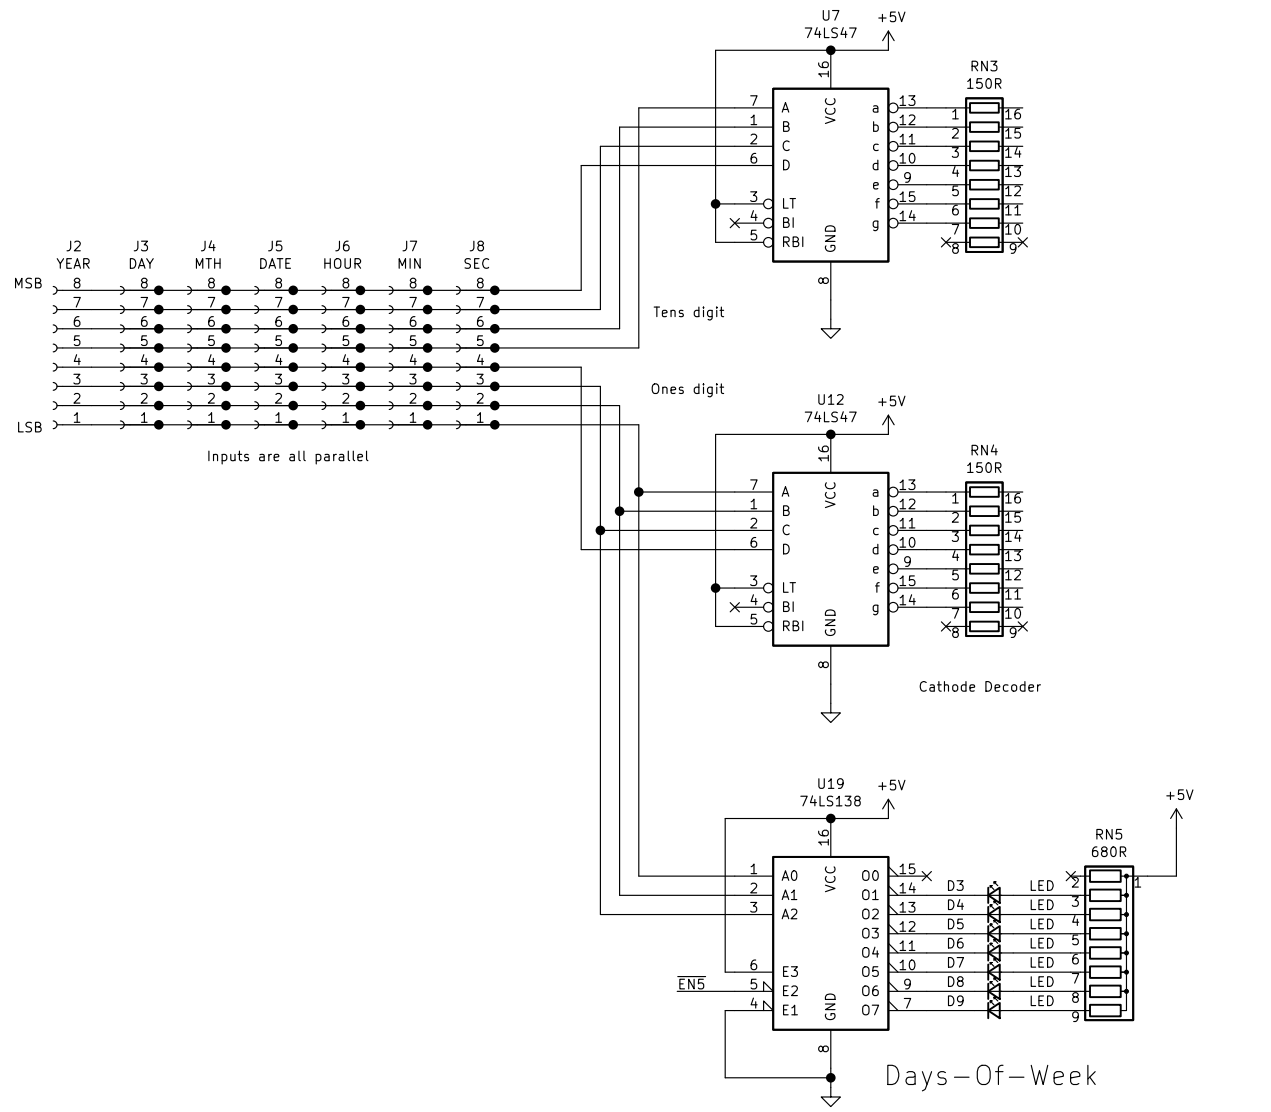 U7
74LS47
+5V
16
VCC
RN3
150R
7 A
1 B
2 C
6 D
3 LT
4 BI
5 RBI
GND
8
a 13
b 12
c 11
d 10
e 9
f 15
g 14
1 16
2 15
3 14
4 13
5 12
6 11
7 10
8 9
J2 J3 J4 J5 J6 J7 J8
YEAR DAY MTH DATE HOUR MIN SEC
MSB 8 8 8 8 8 8 8
7 7 7 7 7 7 7
6 6 6 6 6 6 6
5 5 5 5 5 5 5
4 4 4 4 4 4 4
3 3 3 3 3 3 3
2 2 2 2 2 2 2
LSB 1 1 1 1 1 1 1
Inputs are all parallel
Tens digit
Ones digit
U12
74LS47
+5V
16
VCC
RN4
150R
7 A
1 B
2 C
6 D
3 LT
4 BI
5 RBI
GND
8
a 13
b 12
c 11
d 10
e 9
f 15
g 14
1 16
2 15
3 14
4 13
5 12
6 11
7 10
8 9
Cathode Decoder
U19
74LS138
+5V
16
VCC
+5V
RN5
680R
1 A0
2 A1
3 A2
6 E3
EN5 5 E2
4 E1
GND
8
O0 15
O1 14 D3 LED
O2 13 D4 LED
O3 12 D5 LED
O4 11 D6 LED
O5 10 D7 LED
O6 9 D8 LED
O7 7 D9 LED
2 1
3
4
5
6
7
8
9
Days-Of-Week